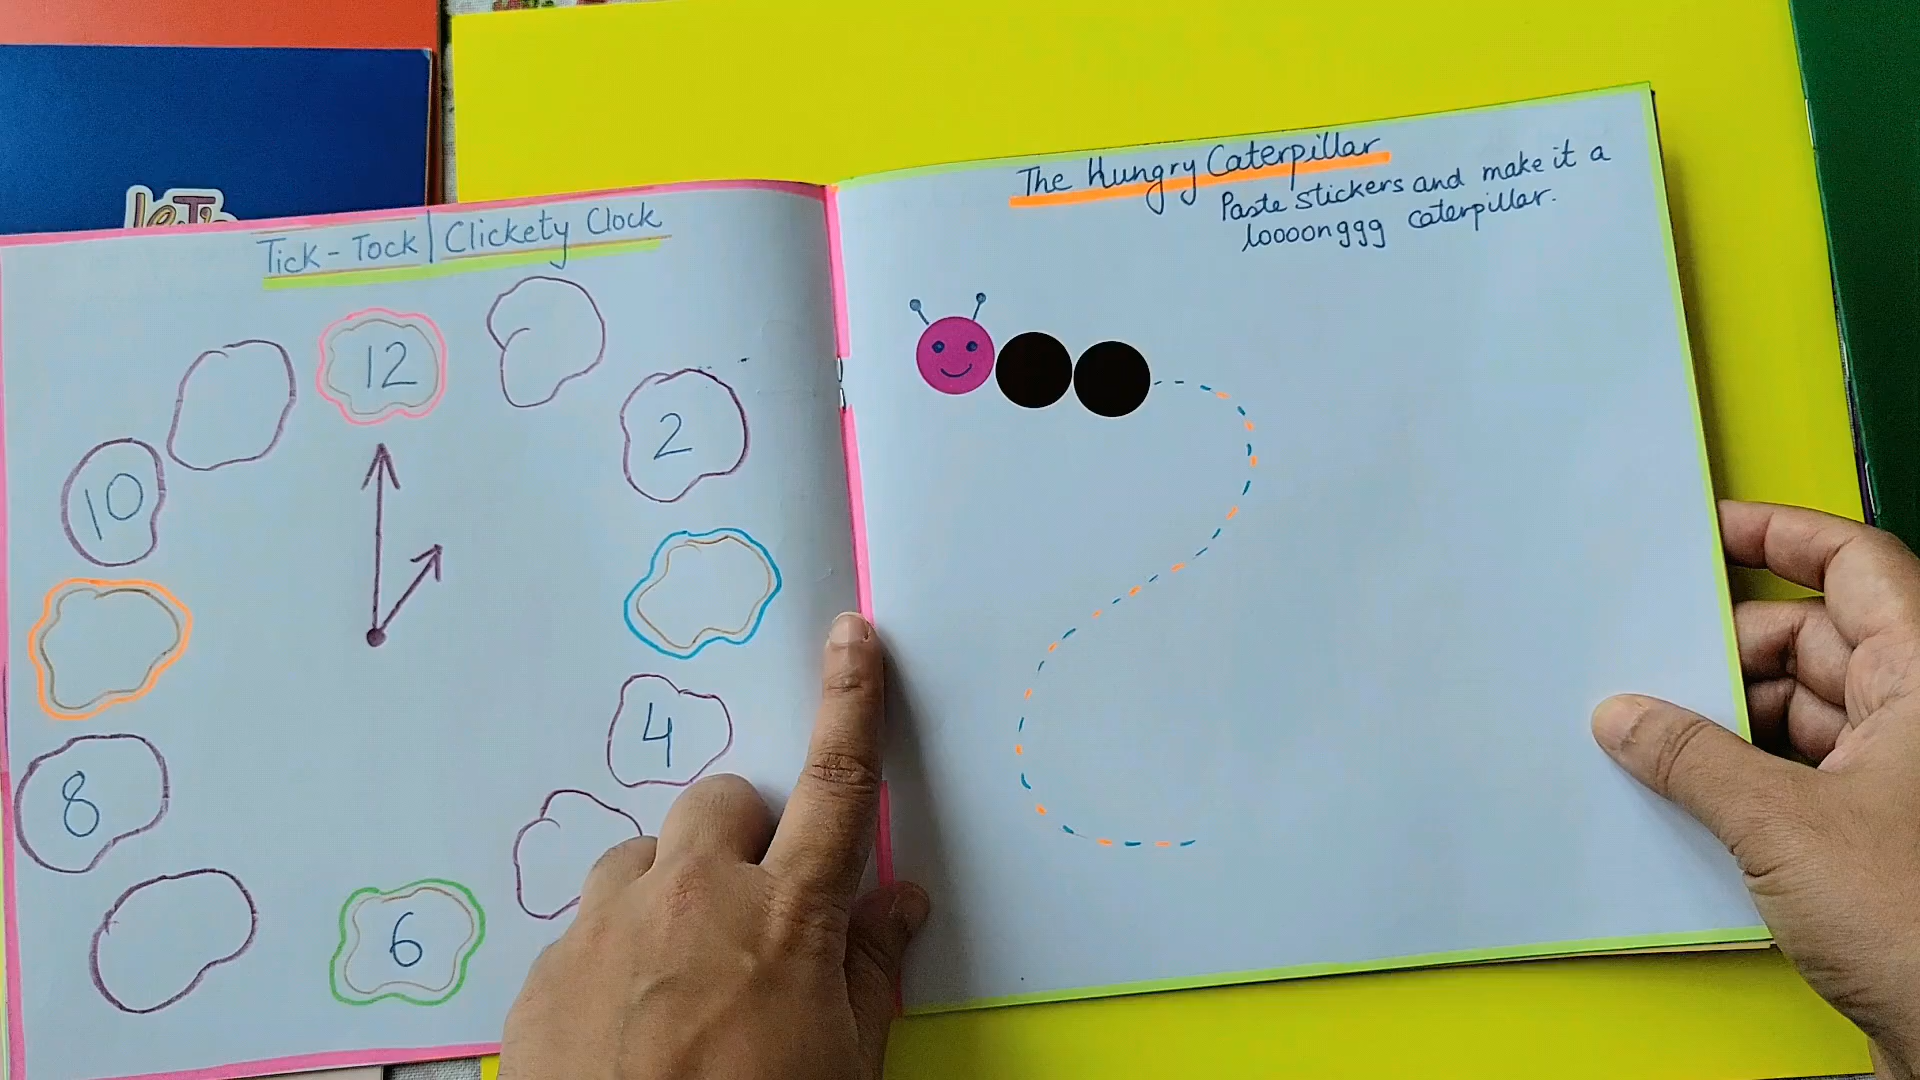 Let's
Tick-Tock | Clickety Clock
12
2
10
4
8
6
The Hungry Caterpillar
Paste stickers and make it a
loooonggg caterpillar.